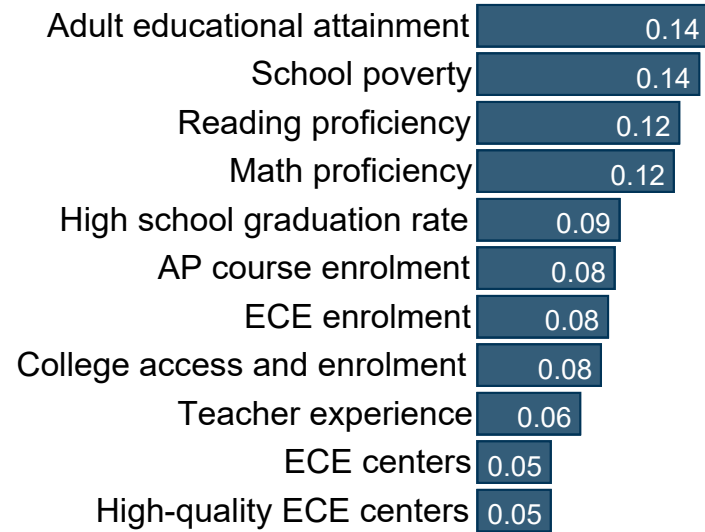 Adult educational attainment 0.14
School poverty 0.14
Reading proficiency 0.12
Math proficiency 0.12
High school graduation rate 0.09
AP course enrolment 0.08
ECE enrolment 0.08
College access and enrolment 0.08
Teacher experience 0.06
ECE centers 0.05
High-quality ECE centers 0.05